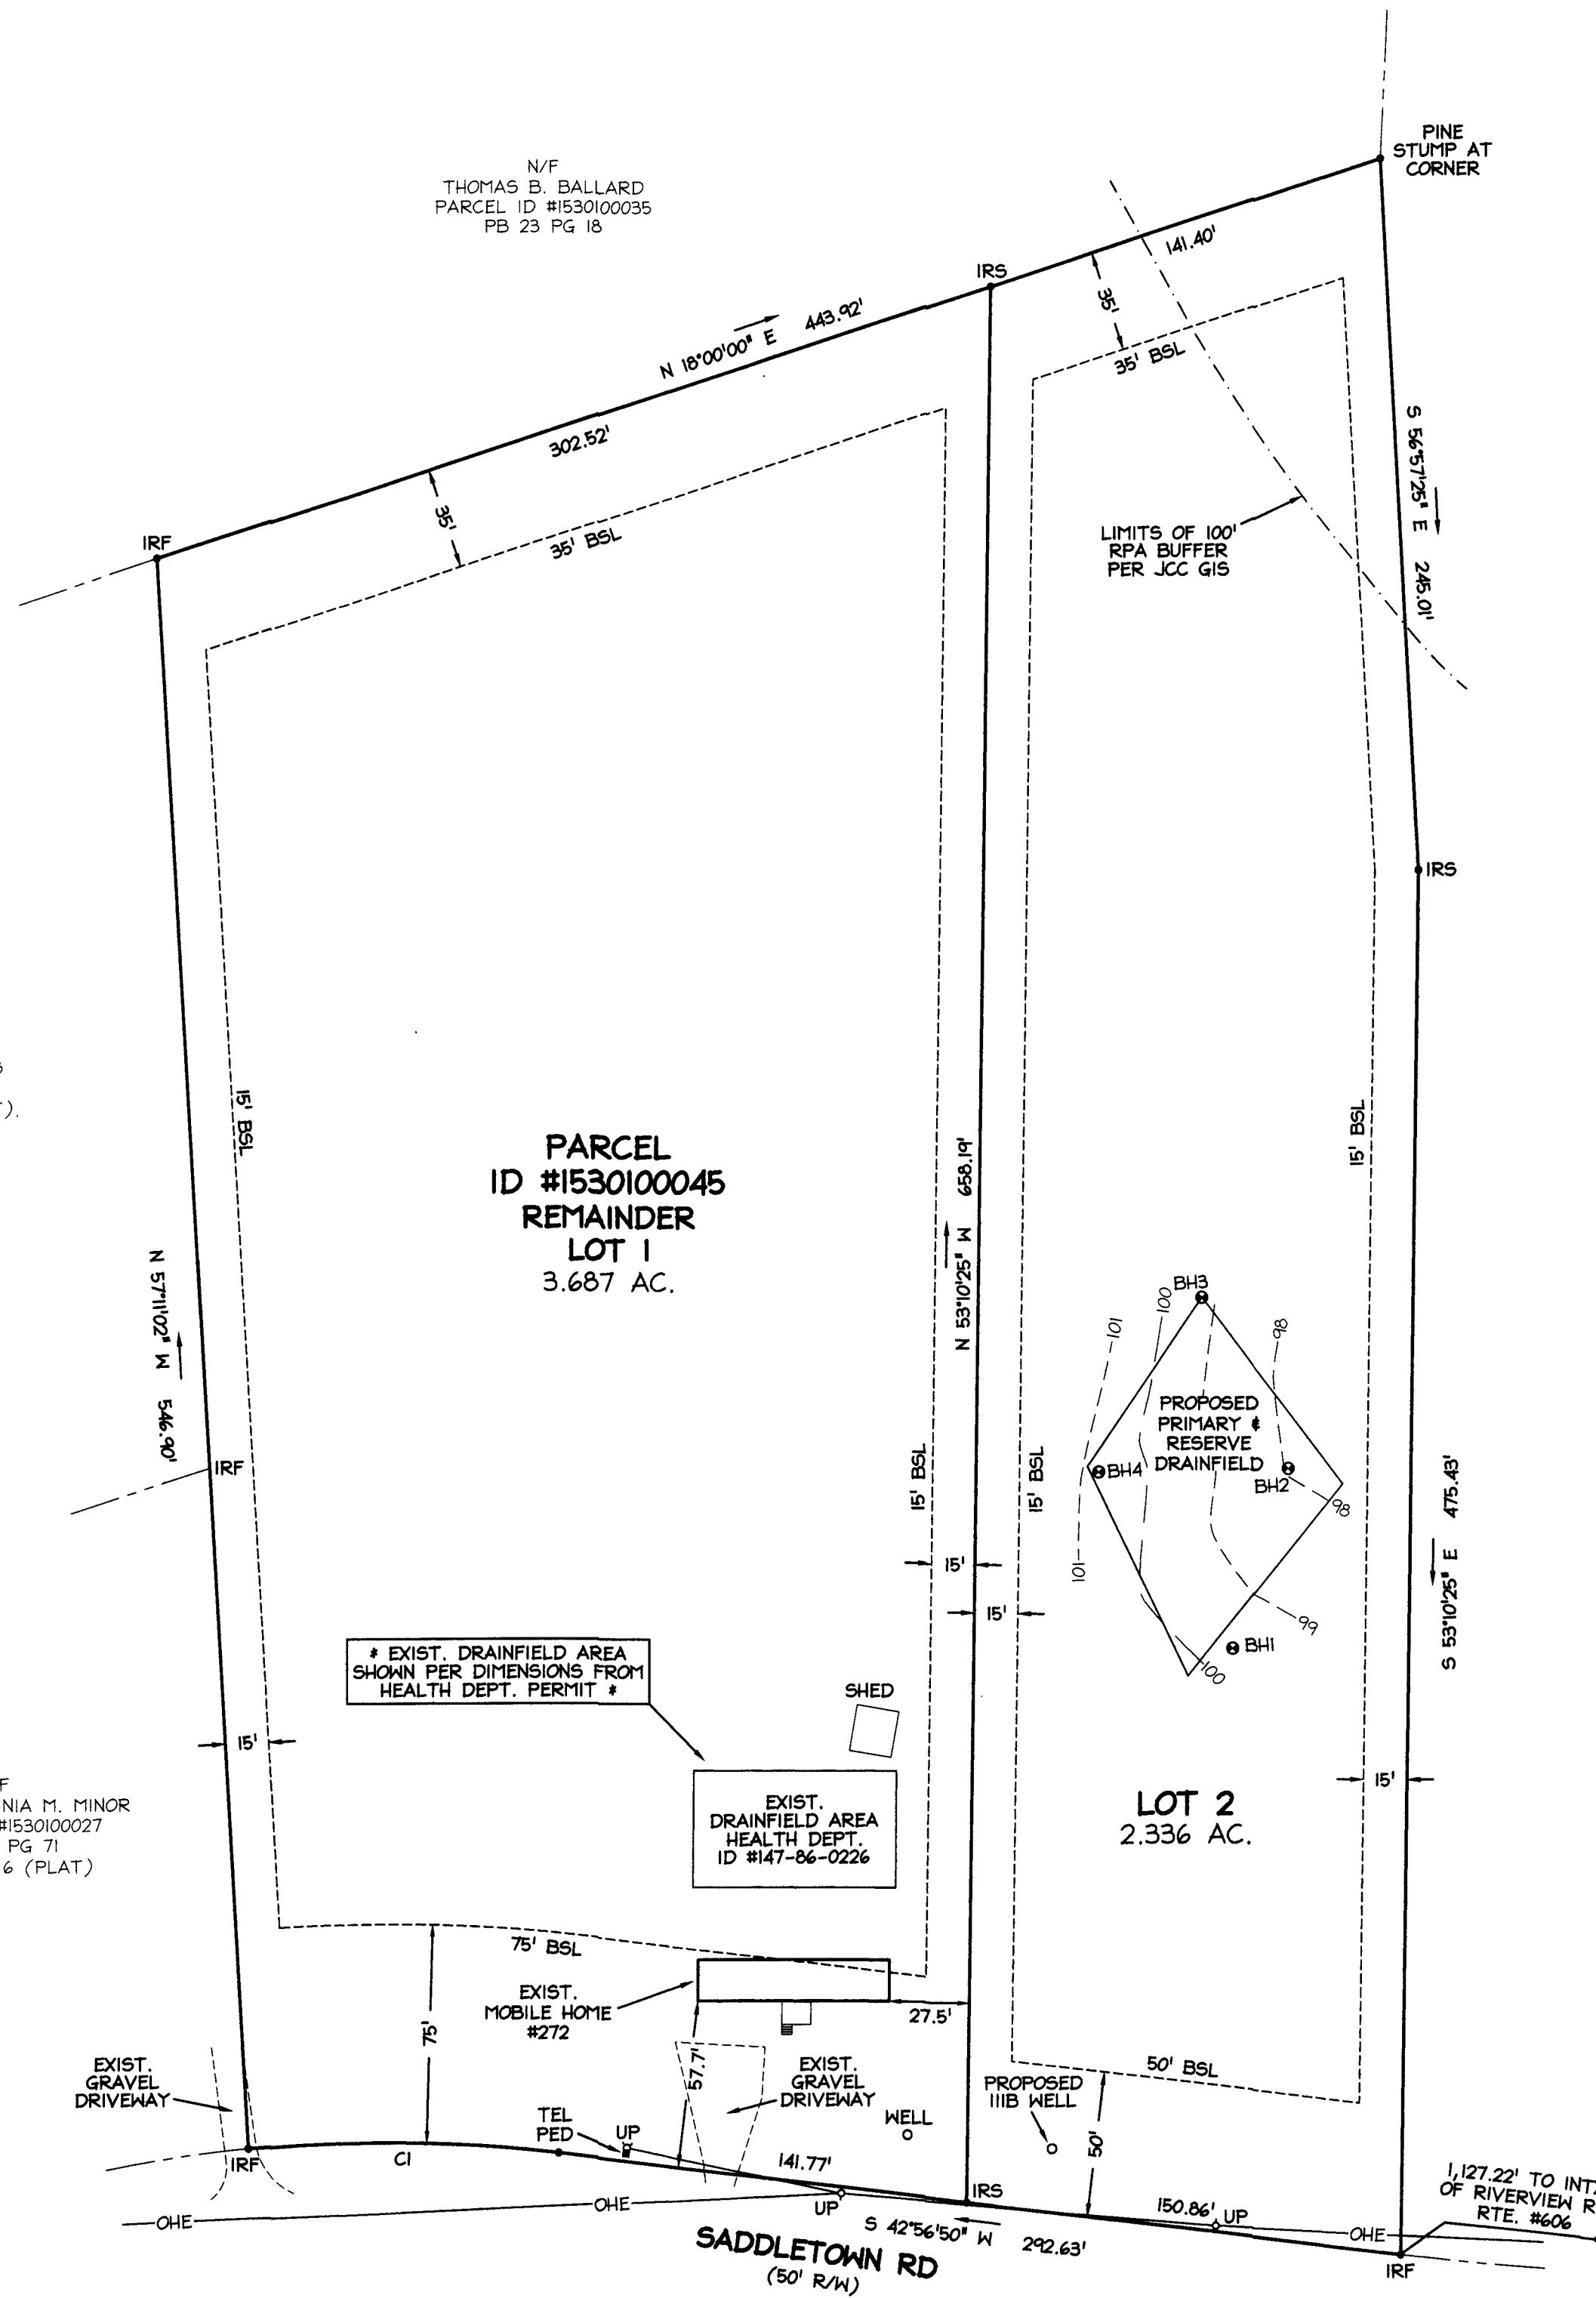 PINE
STUMP AT
CORNER
N/F
THOMAS B. BALLARD
PARCEL ID #1530100035
PB 23 PG 18
141.40'
IRS
35'
35' BSL
N 18°00'00" E 443.92'
302.52'
35'
35' BSL
IRF
S 56°57'25" E 245.01'
LIMITS OF 100'
RPA BUFFER
PER JCC GIS
IRS
15' BSL
15' BSL
PARCEL
ID #1530100045
REMAINDER
LOT 1
3.687 AC.
N 53°10'25" W 658.19'
N 57°11'02" W 546.90'
IRF
BH3
101
100
98
PROPOSED
PRIMARY &
RESERVE
DRAINFIELD
BH4
BH2
98
15' BSL
15' BSL
101
99
BH1
100
S 53°10'25" E 475.43'
15'
15'
* EXIST. DRAINFIELD AREA
SHOWN PER DIMENSIONS FROM
HEALTH DEPT. PERMIT *
SHED
15'
15'
EXIST.
DRAINFIELD AREA
HEALTH DEPT.
ID #147-86-0226
LOT 2
2.336 AC.
NIA M. MINOR
#1530100027
PG 71
6 (PLAT)
75' BSL
EXIST.
MOBILE HOME
#272
27.5'
75'
57.7'
50' BSL
EXIST.
GRAVEL
DRIVEWAY
EXIST.
GRAVEL
DRIVEWAY
PROPOSED
IIIB WELL
TEL
PED
UP
WELL
50'
IRF
C1
141.77'
IRS
150.86'
UP
UP
OHE
OHE
OHE
S 42°56'50" W 292.63'
SADDLETOWN RD
(50' R/W)
1,127.22' TO INT
OF RIVERVIEW R
RTE. #606
IRF